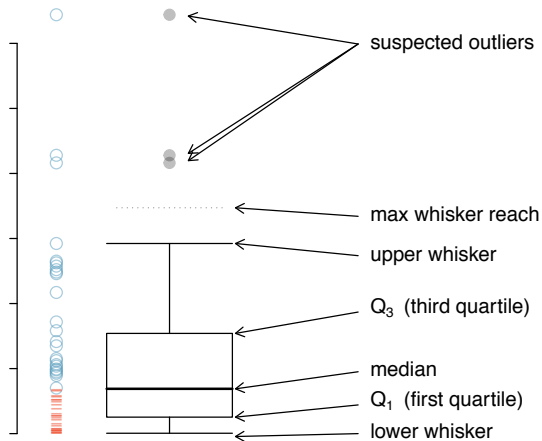 suspected outliers
max whisker reach
upper whisker
Q₃ (third quartile)
median
Q₁ (first quartile)
lower whisker